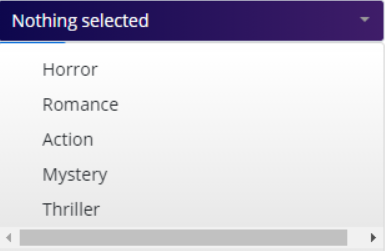 Nothing selected
Horror
Romance
Action
Mystery
Thriller